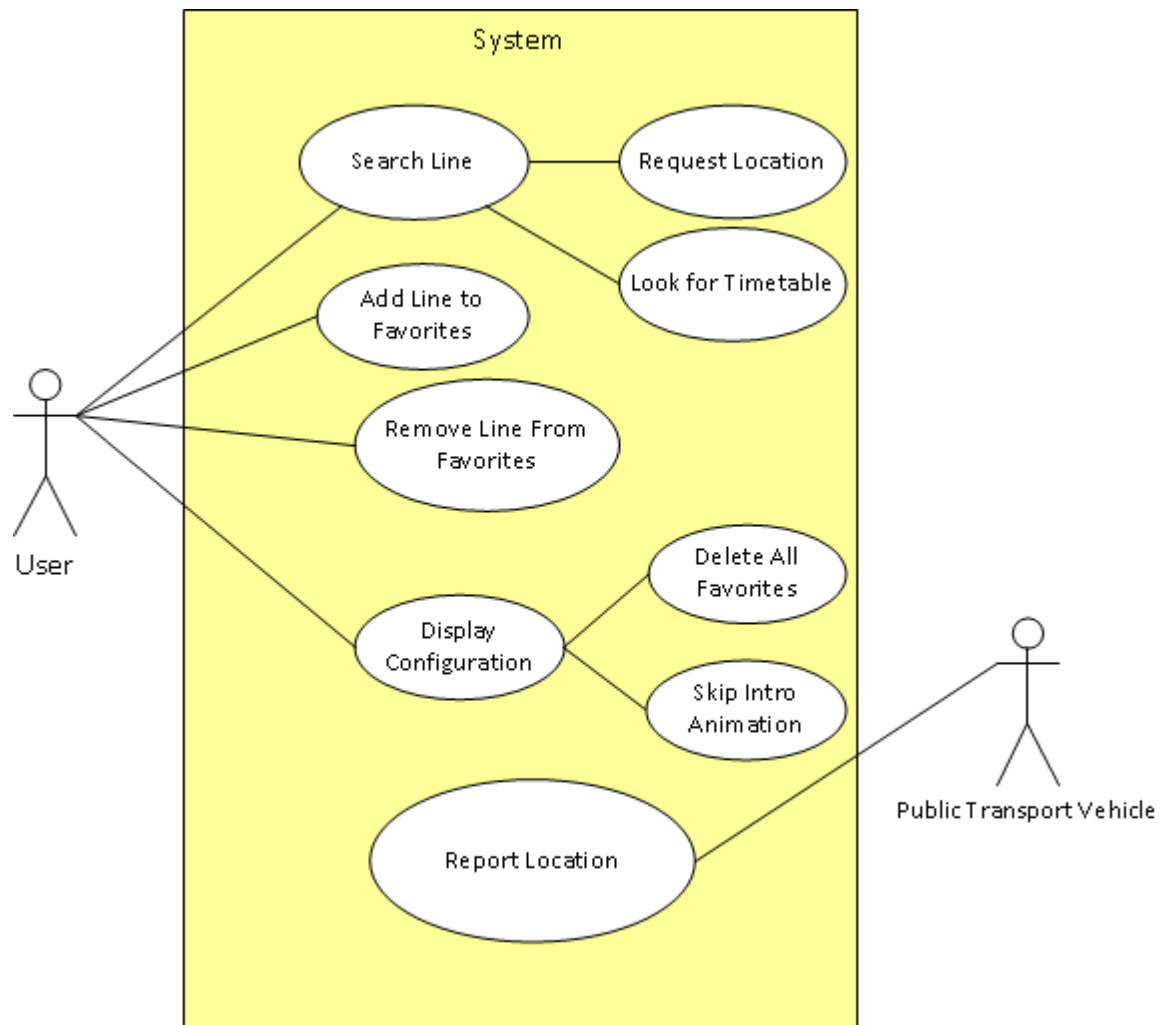 System
Search Line
Request Location
Look for Timetable
Add Line to
Favorites
Remove Line From
Favorites
User
Delete All
Favorites
Display
Configuration
Skip Intro
Animation
Public Transport Vehicle
Report Location